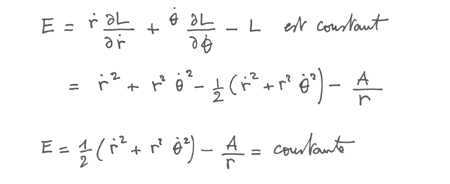 E = ṙ ∂L/∂ṙ + θ̇ ∂L/∂θ̇ - L est constant
= ṙ² + r² θ̇² - 1/2 (ṙ² + r² θ̇²) - A/r
E = 1/2 (ṙ² + r² θ̇²) - A/r = constante